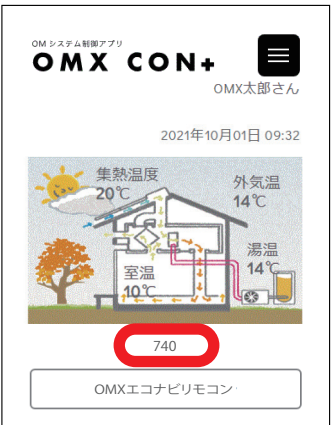 OMシステム制御アプリ
OMX CON+
OMX太郎さん
2021年10月01日 09:32
集熱温度
20℃
外気温
14℃
湯温
14℃
室温
10℃
740
OMXエコナビリモコン